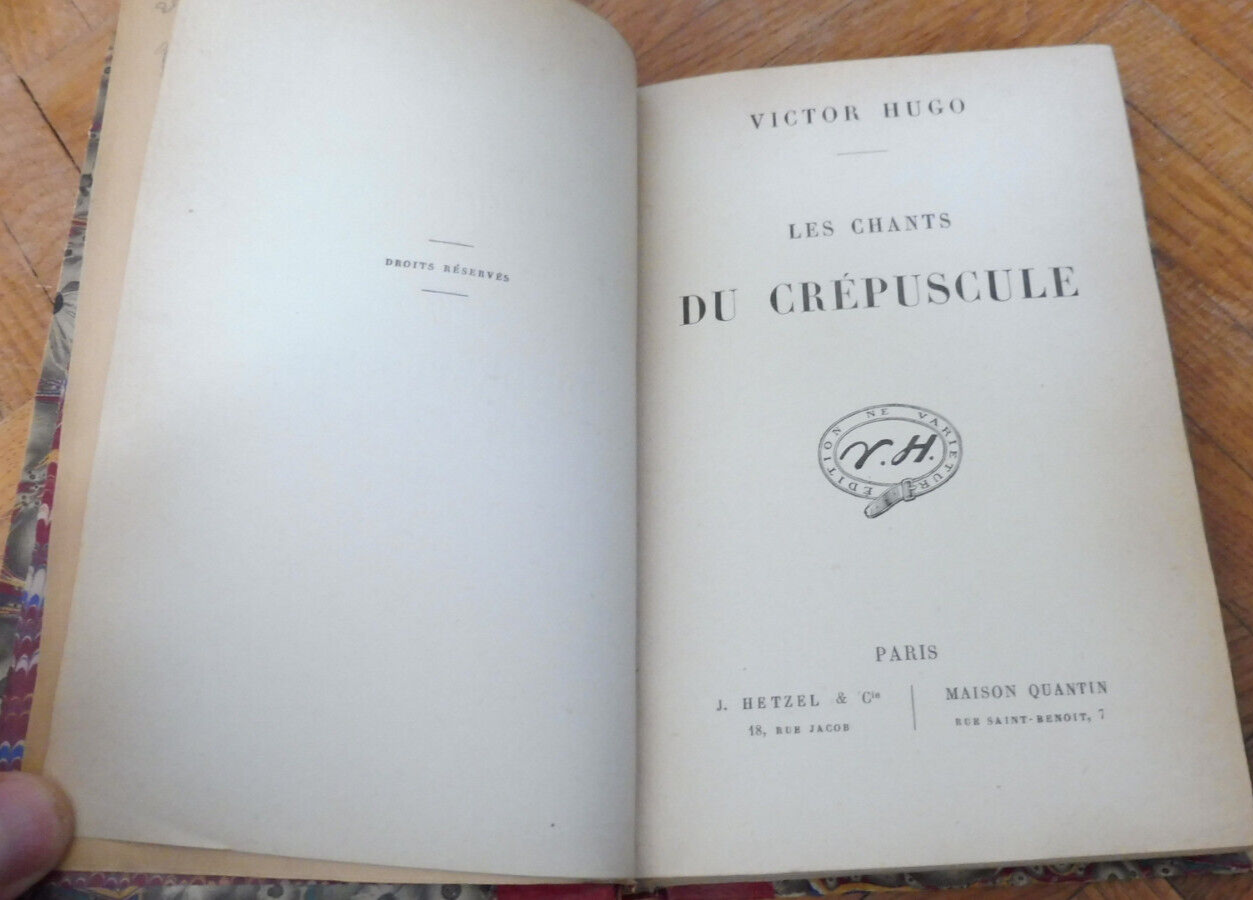 DROITS RÉSERVÉS
VICTOR HUGO
LES CHANTS
DU CRÉPUSCULE
ÉDITION NE VARIETUR
V.H.
PARIS
J. HETZEL & Cie
18, RUE JACOB
MAISON QUANTIN
RUE SAINT-BENOIT, 7